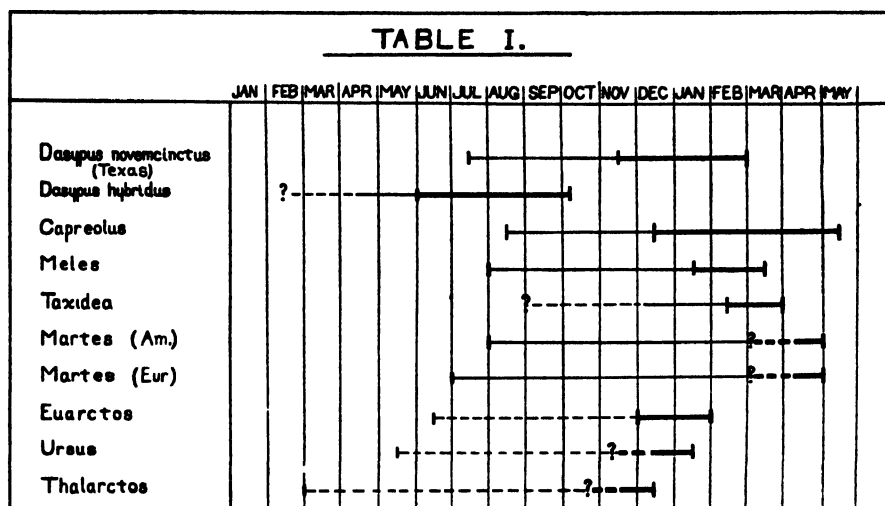 TABLE I.
JAN FEB MAR APR MAY JUN JUL AUG SEP OCT NOV DEC JAN FEB MAR APR MAY
Dasypus novemcinctus
(Texas)
Dasypus hybridus ?
Capreolus
Meles
Taxidea ?
Martes (Am.) ?
Martes (Eur) ?
Euarctos
Ursus ?
Thalarctos ?